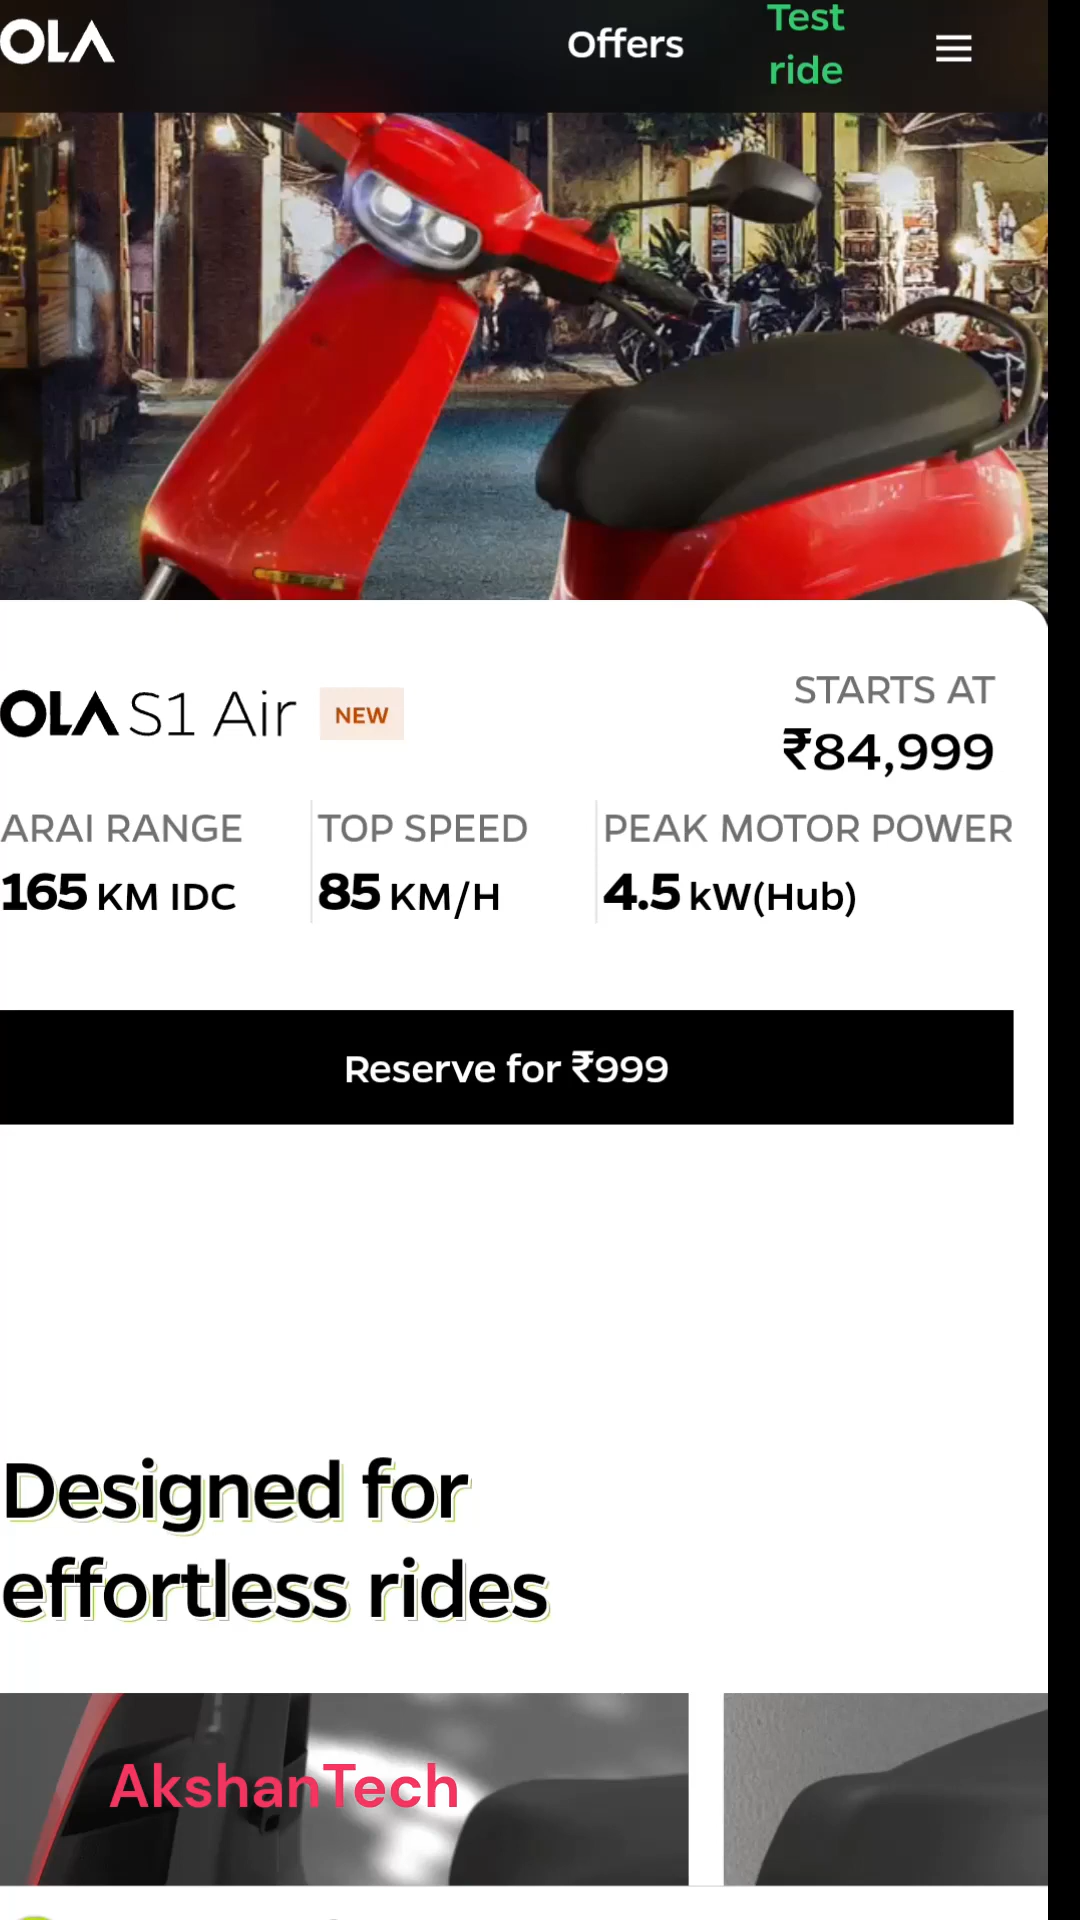 OLA
Offers
Test
ride
OLA S1 Air NEW
STARTS AT
₹84,999
ARAI RANGE
165 KM IDC
TOP SPEED
85 KM/H
PEAK MOTOR POWER
4.5 kW(Hub)
Reserve for ₹999
Designed for
effortless rides
AkshanTech